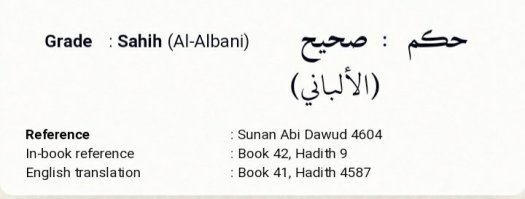 Grade : Sahih (Al-Albani)
حكم : صحيح
(الألباني)
Reference : Sunan Abi Dawud 4604
In-book reference : Book 42, Hadith 9
English translation : Book 41, Hadith 4587